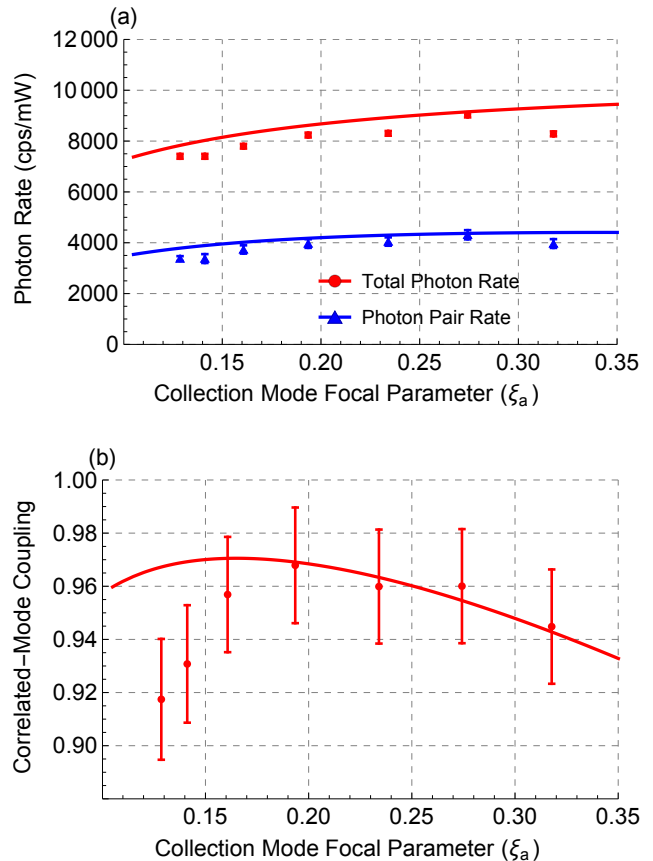 (a)
12 000
10 000
8000
6000
4000
2000
0
Photon Rate (cps/mW)
Total Photon Rate
Photon Pair Rate
0.15 0.20 0.25 0.30 0.35
Collection Mode Focal Parameter (ξa)
(b)
1.00
0.98
0.96
0.94
0.92
0.90
Correlated-Mode Coupling
0.15 0.20 0.25 0.30 0.35
Collection Mode Focal Parameter (ξa)